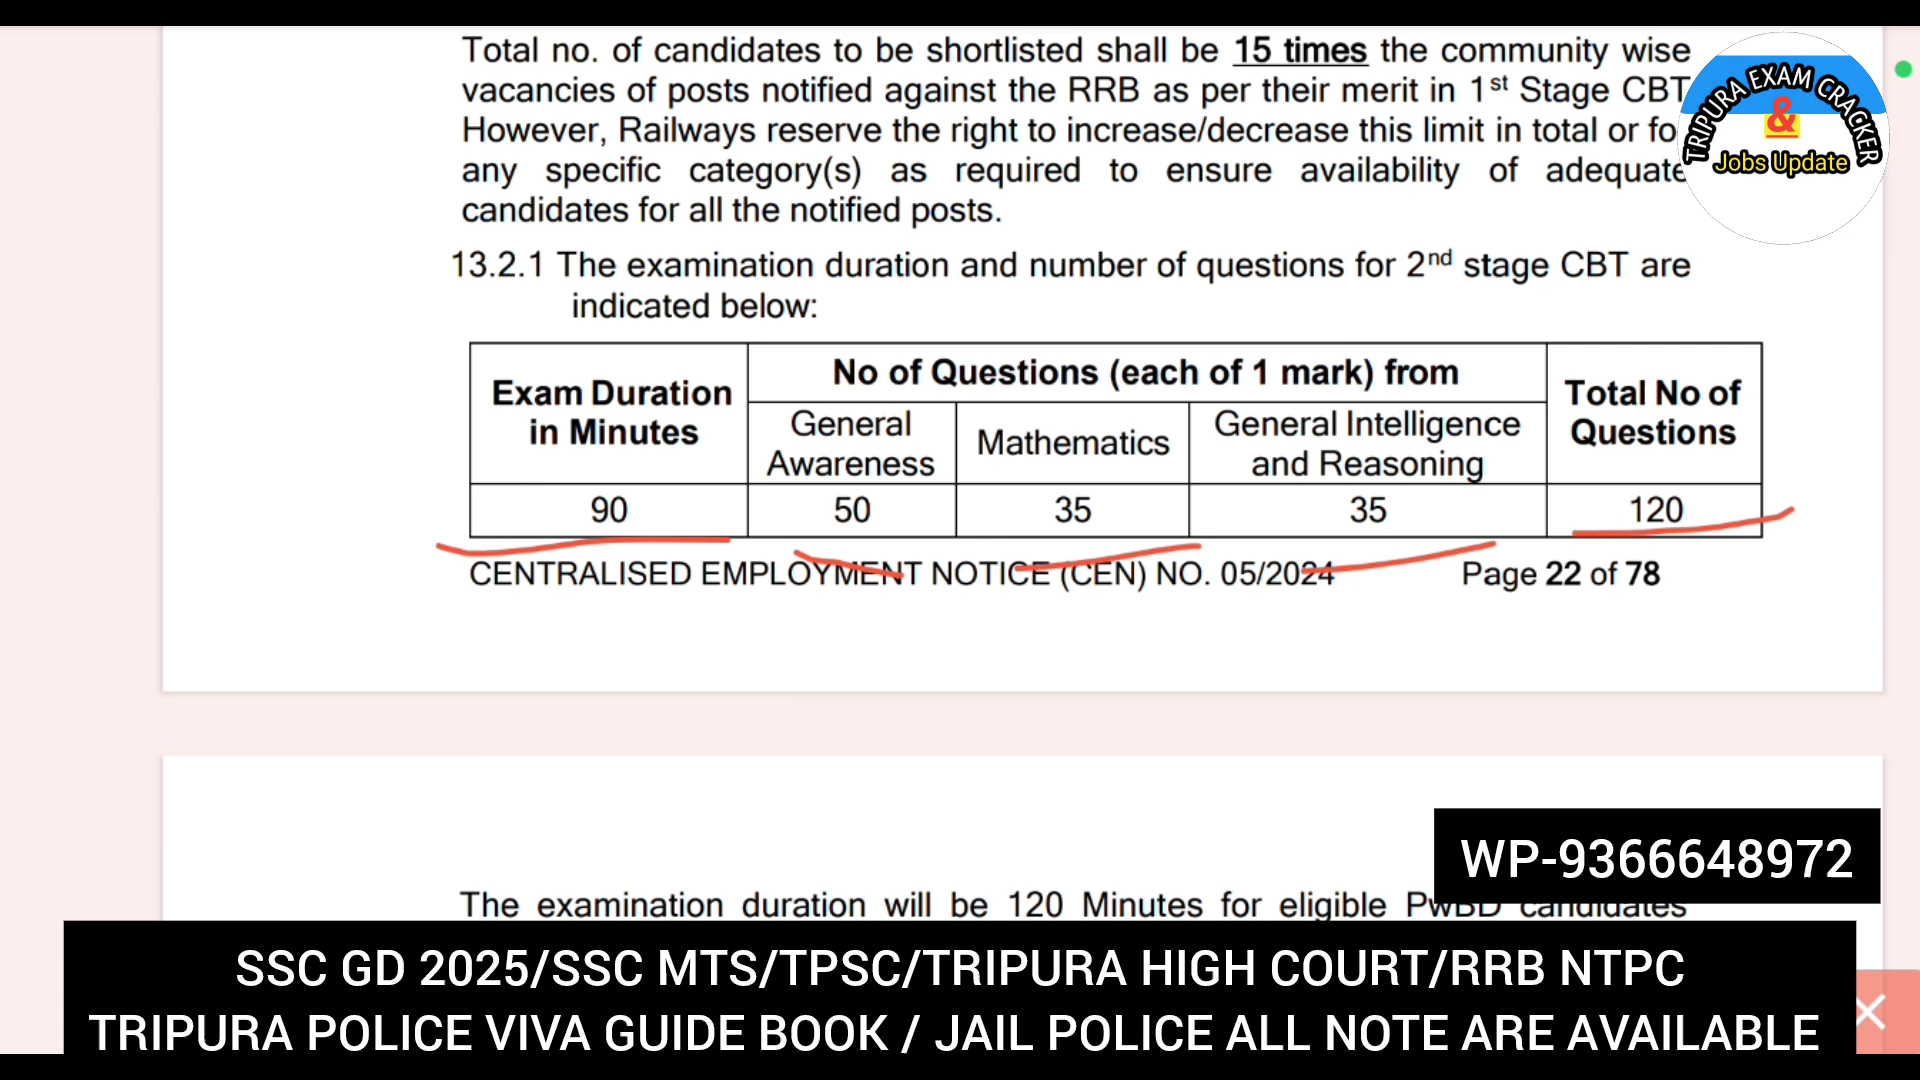 Total no. of candidates to be shortlisted shall be 15 times the community wise
vacancies of posts notified against the RRB as per their merit in 1st Stage CBT
However, Railways reserve the right to increase/decrease this limit in total or fo
any specific category(s) as required to ensure availability of adequate
candidates for all the notified posts.
TRIPURA EXAM CRACKER
&
Jobs Update
13.2.1 The examination duration and number of questions for 2nd stage CBT are
indicated below:
Exam Duration
in Minutes
No of Questions (each of 1 mark) from
Total No of
Questions
General
Awareness
Mathematics
General Intelligence
and Reasoning
90 50 35 35 120
CENTRALISED EMPLOYMENT NOTICE (CEN) NO. 05/2024 Page 22 of 78
WP-9366648972
The examination duration will be 120 Minutes for eligible PwBD candidates
SSC GD 2025/SSC MTS/TPSC/TRIPURA HIGH COURT/RRB NTPC
TRIPURA POLICE VIVA GUIDE BOOK / JAIL POLICE ALL NOTE ARE AVAILABLE